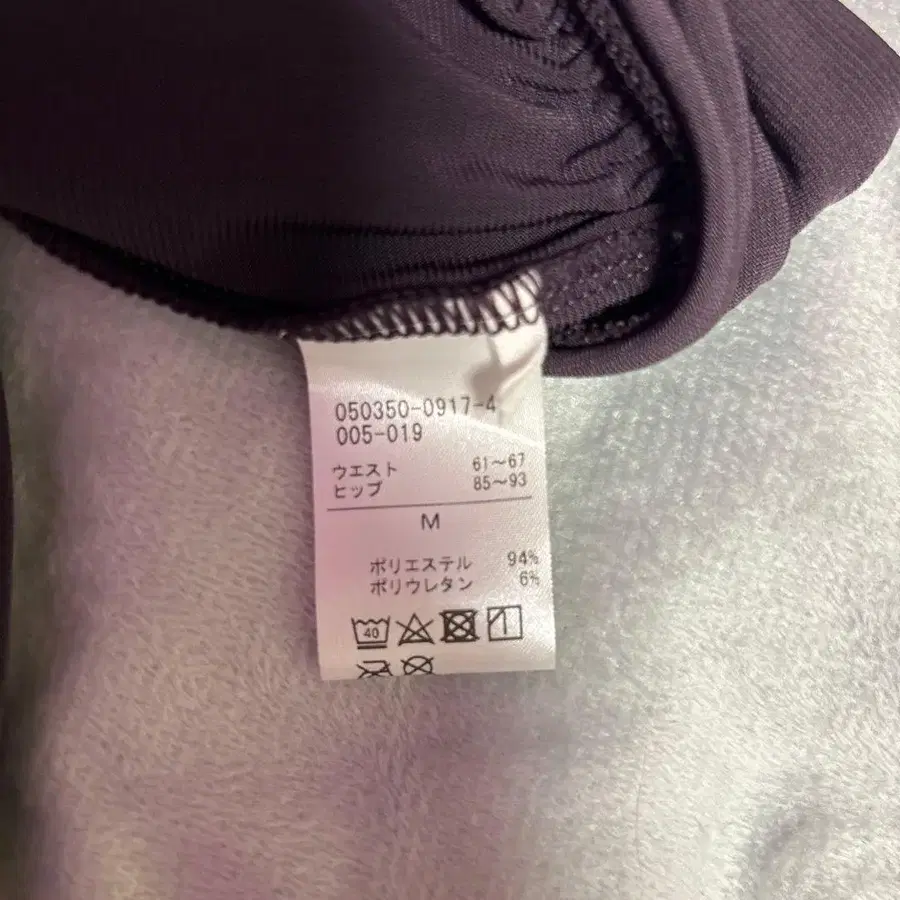 050350-0917-4
005-019
ウエスト 61～67
ヒップ 85～93
M
ポリエステル 94%
ポリウレタン 6%
40